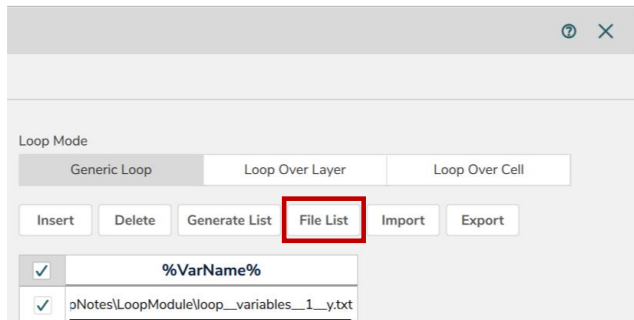 Loop Mode
Generic Loop Loop Over Layer Loop Over Cell
Insert Delete Generate List File List Import Export
%VarName%
pNotes\LoopModule\loop__variables__1__y.txt